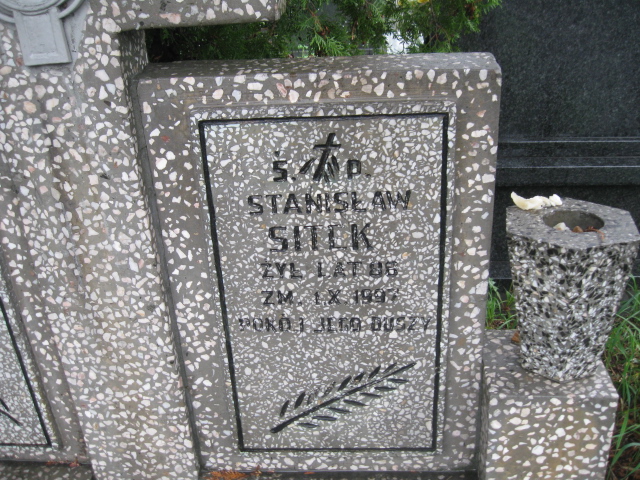 Ś. P.
STANISŁAW
SITEK
ŻYŁ LAT 86
ZM. 1.X.1997
POKÓJ JEGO DUSZY